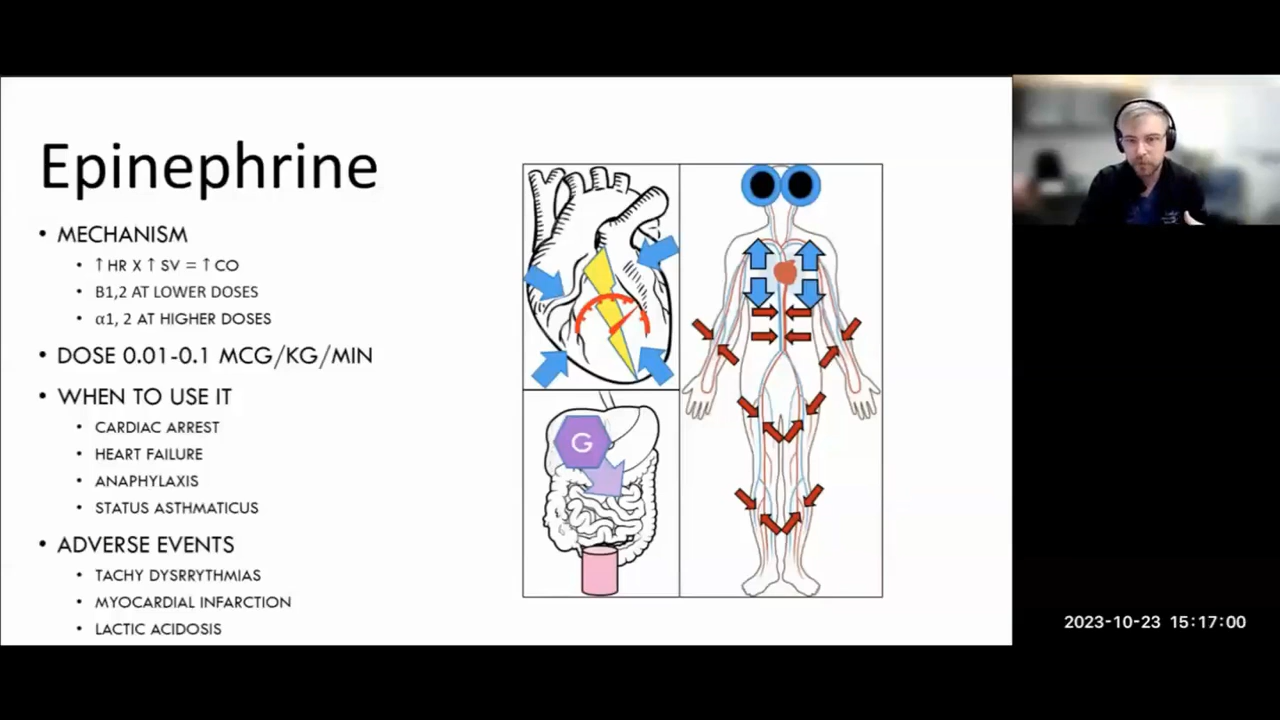 Epinephrine
• MECHANISM
• ↑ HR X ↑ SV = ↑ CO
• B1,2 AT LOWER DOSES
• α1, 2 AT HIGHER DOSES
• DOSE 0.01-0.1 MCG/KG/MIN
• WHEN TO USE IT
• CARDIAC ARREST
• HEART FAILURE
• ANAPHYLAXIS
• STATUS ASTHMATICUS
• ADVERSE EVENTS
• TACHY DYSRRYTHMIAS
• MYOCARDIAL INFARCTION
• LACTIC ACIDOSIS
G
2023-10-23 15:17:00